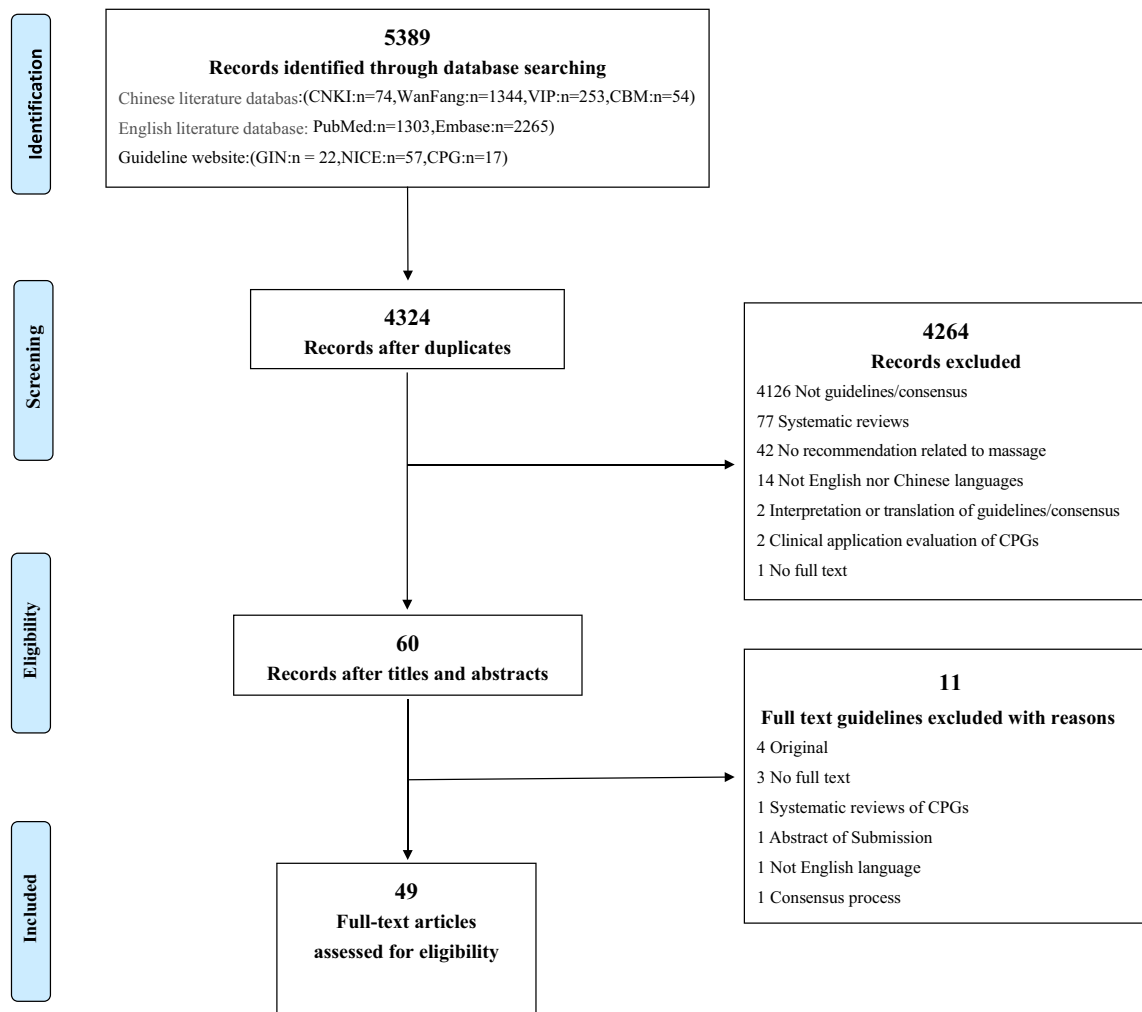 Identification
5389
Records identified through database searching
Chinese literature databas:(CNKI:n=74,WanFang:n=1344,VIP:n=253,CBM:n=54)
English literature database: PubMed:n=1303,Embase:n=2265)
Guideline website:(GIN:n = 22,NICE:n=57,CPG:n=17)
Screening
4324
Records after duplicates
4264
Records excluded
4126 Not guidelines/consensus
77 Systematic reviews
42 No recommendation related to massage
14 Not English nor Chinese languages
2 Interpretation or translation of guidelines/consensus
2 Clinical application evaluation of CPGs
1 No full text
Eligibility
60
Records after titles and abstracts
11
Full text guidelines excluded with reasons
4 Original
3 No full text
1 Systematic reviews of CPGs
1 Abstract of Submission
1 Not English language
1 Consensus process
Included
49
Full-text articles
assessed for eligibility